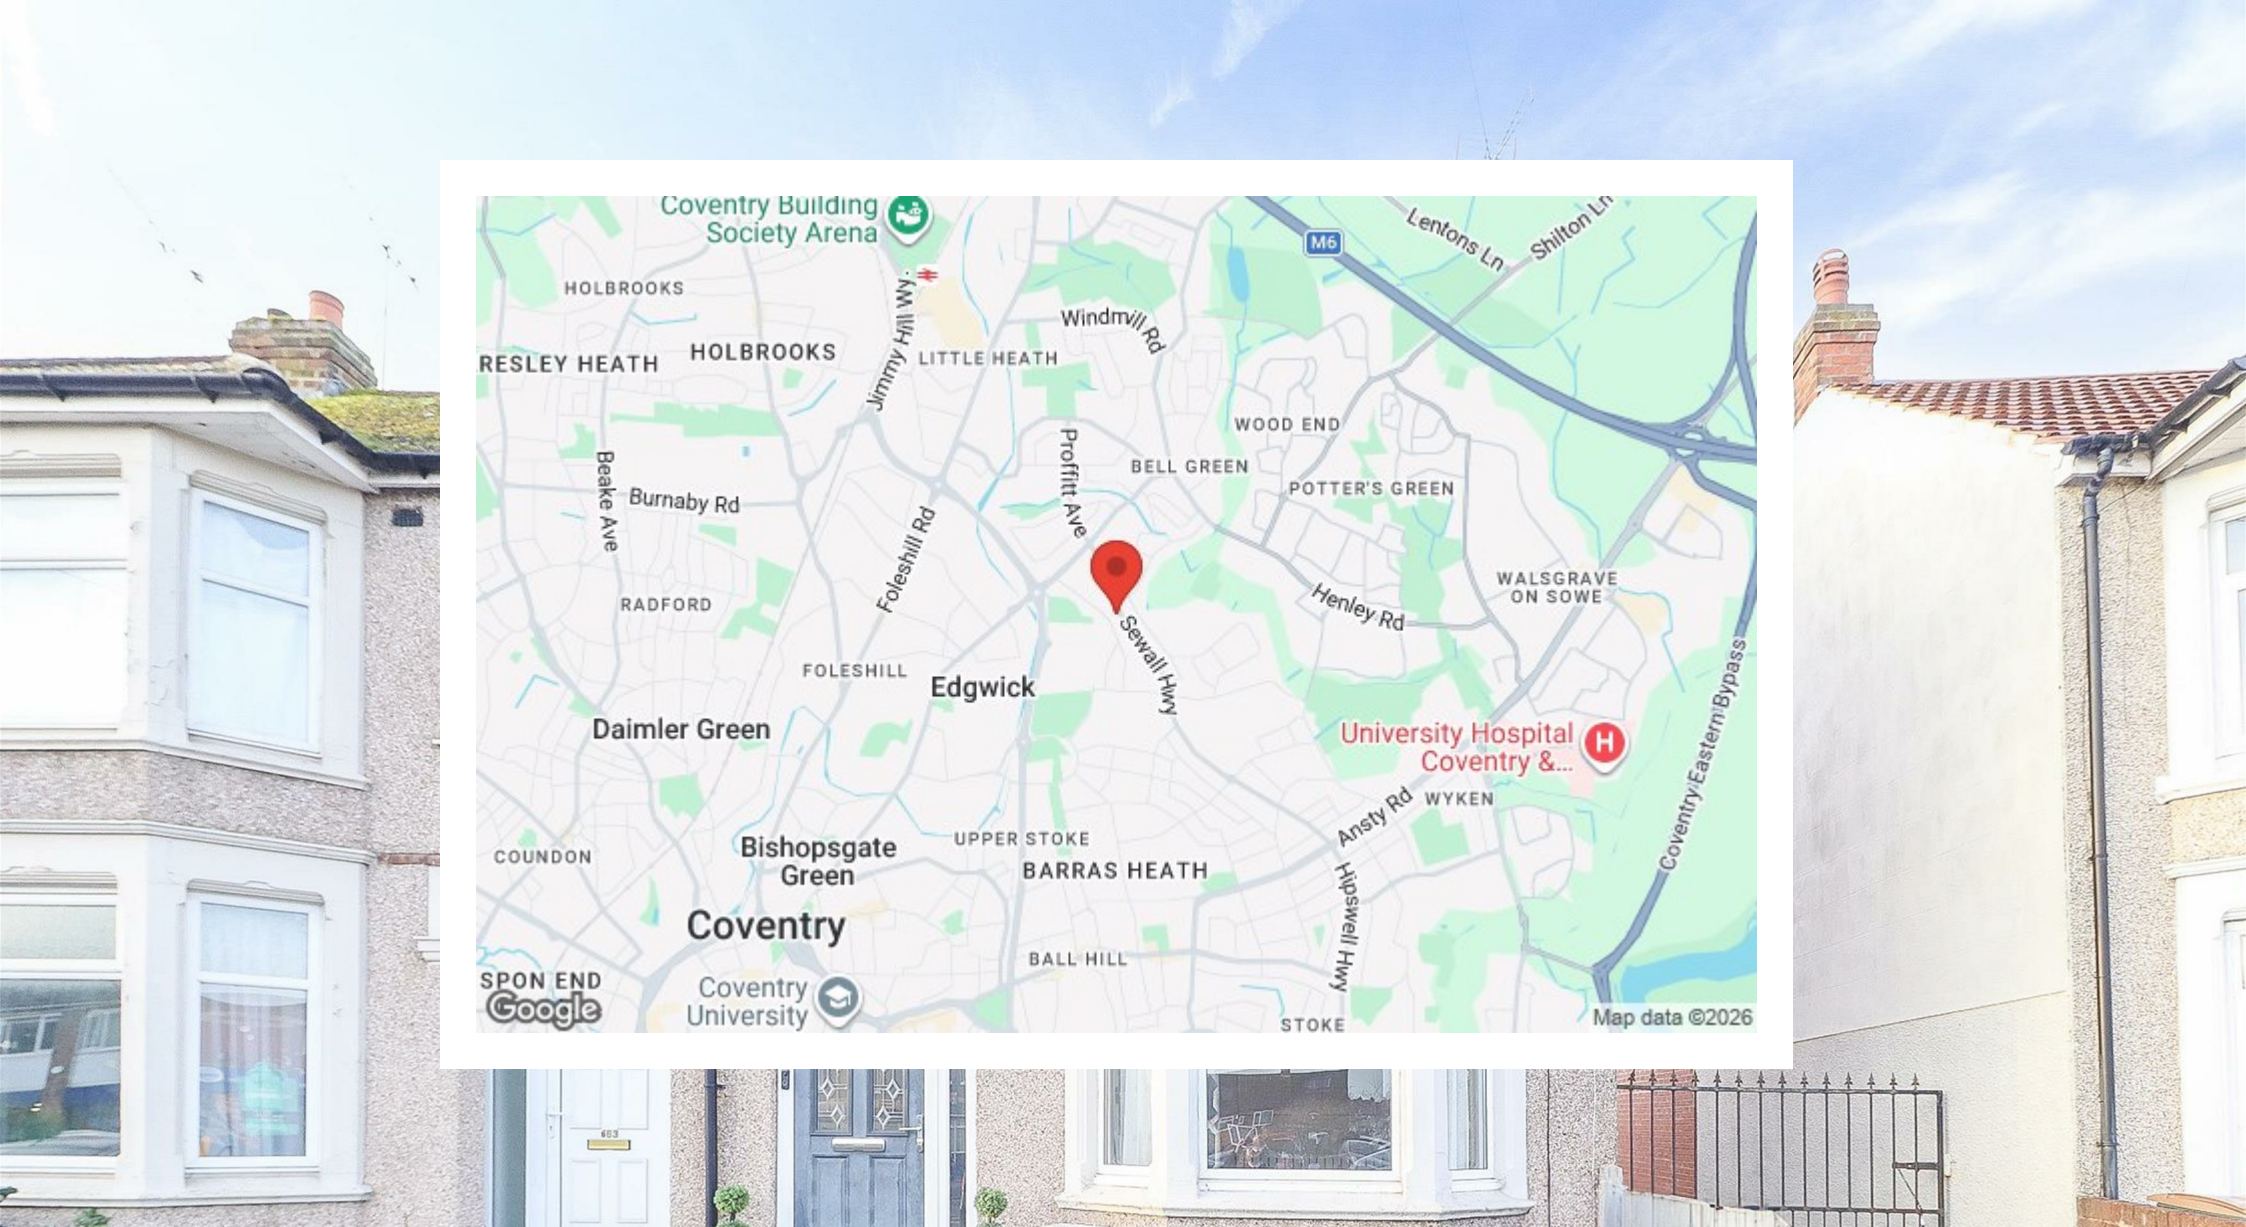 Coventry Building
Society Arena
M6
Lentons Ln
Shilton Ln
HOLBROOKS
Jimmy Hill Wy.
Windmill Rd
RESLEY HEATH
HOLBROOKS
LITTLE HEATH
WOOD END
Proffitt Ave
BELL GREEN
POTTER'S GREEN
Beake Ave
Burnaby Rd
Foleshill Rd
WALSGRAVE
ON SOWE
Henley Rd
RADFORD
Sewall Hwy
FOLESHILL
Edgwick
Daimler Green
University Hospital
Coventry &...
H
Coventry Eastern Bypass
Ansty Rd
WYKEN
UPPER STOKE
Bishopsgate
Green
COUNDON
BARRAS HEATH
Hipswell Hwy
Coventry
BALL HILL
SPON END
Coventry
University
Google
STOKE
Map data ©2026
653